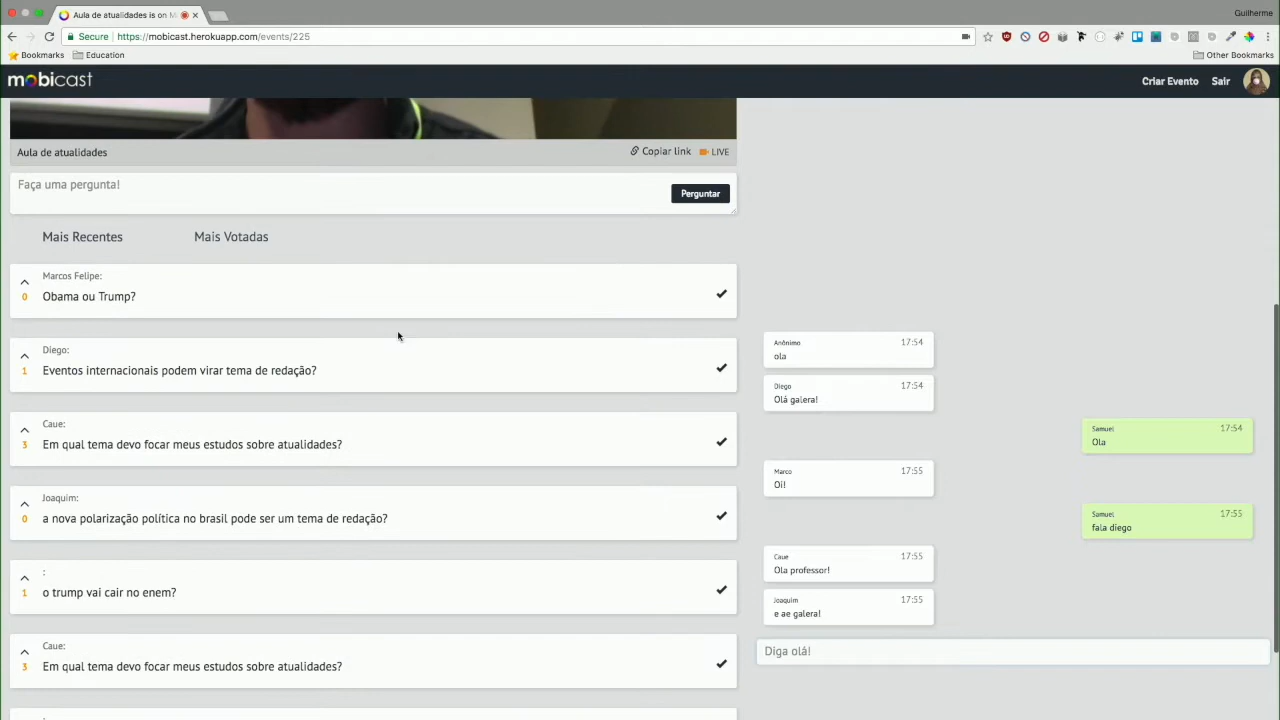 Aula de atualidades is on M
Guilherme
Secure https://mobicast.herokuapp.com/events/225
Bookmarks Education Other Bookmarks
mobicast Criar Evento Sair
Aula de atualidades Copiar link LIVE
Faça uma pergunta! Perguntar
Mais Recentes Mais Votadas
Marcos Felipe:
0 Obama ou Trump?
Diego:
1 Eventos internacionais podem virar tema de redação?
Caue:
3 Em qual tema devo focar meus estudos sobre atualidades?
Joaquim:
0 a nova polarização política no brasil pode ser um tema de redação?
:
1 o trump vai cair no enem?
Caue:
3 Em qual tema devo focar meus estudos sobre atualidades?
:
Anônimo 17:54
ola
Diego 17:54
Olá galera!
Samuel 17:54
Ola
Marco 17:55
Oi!
Samuel 17:55
fala diego
Caue 17:55
Ola professor!
Joaquim 17:55
e ae galera!
Diga olá!